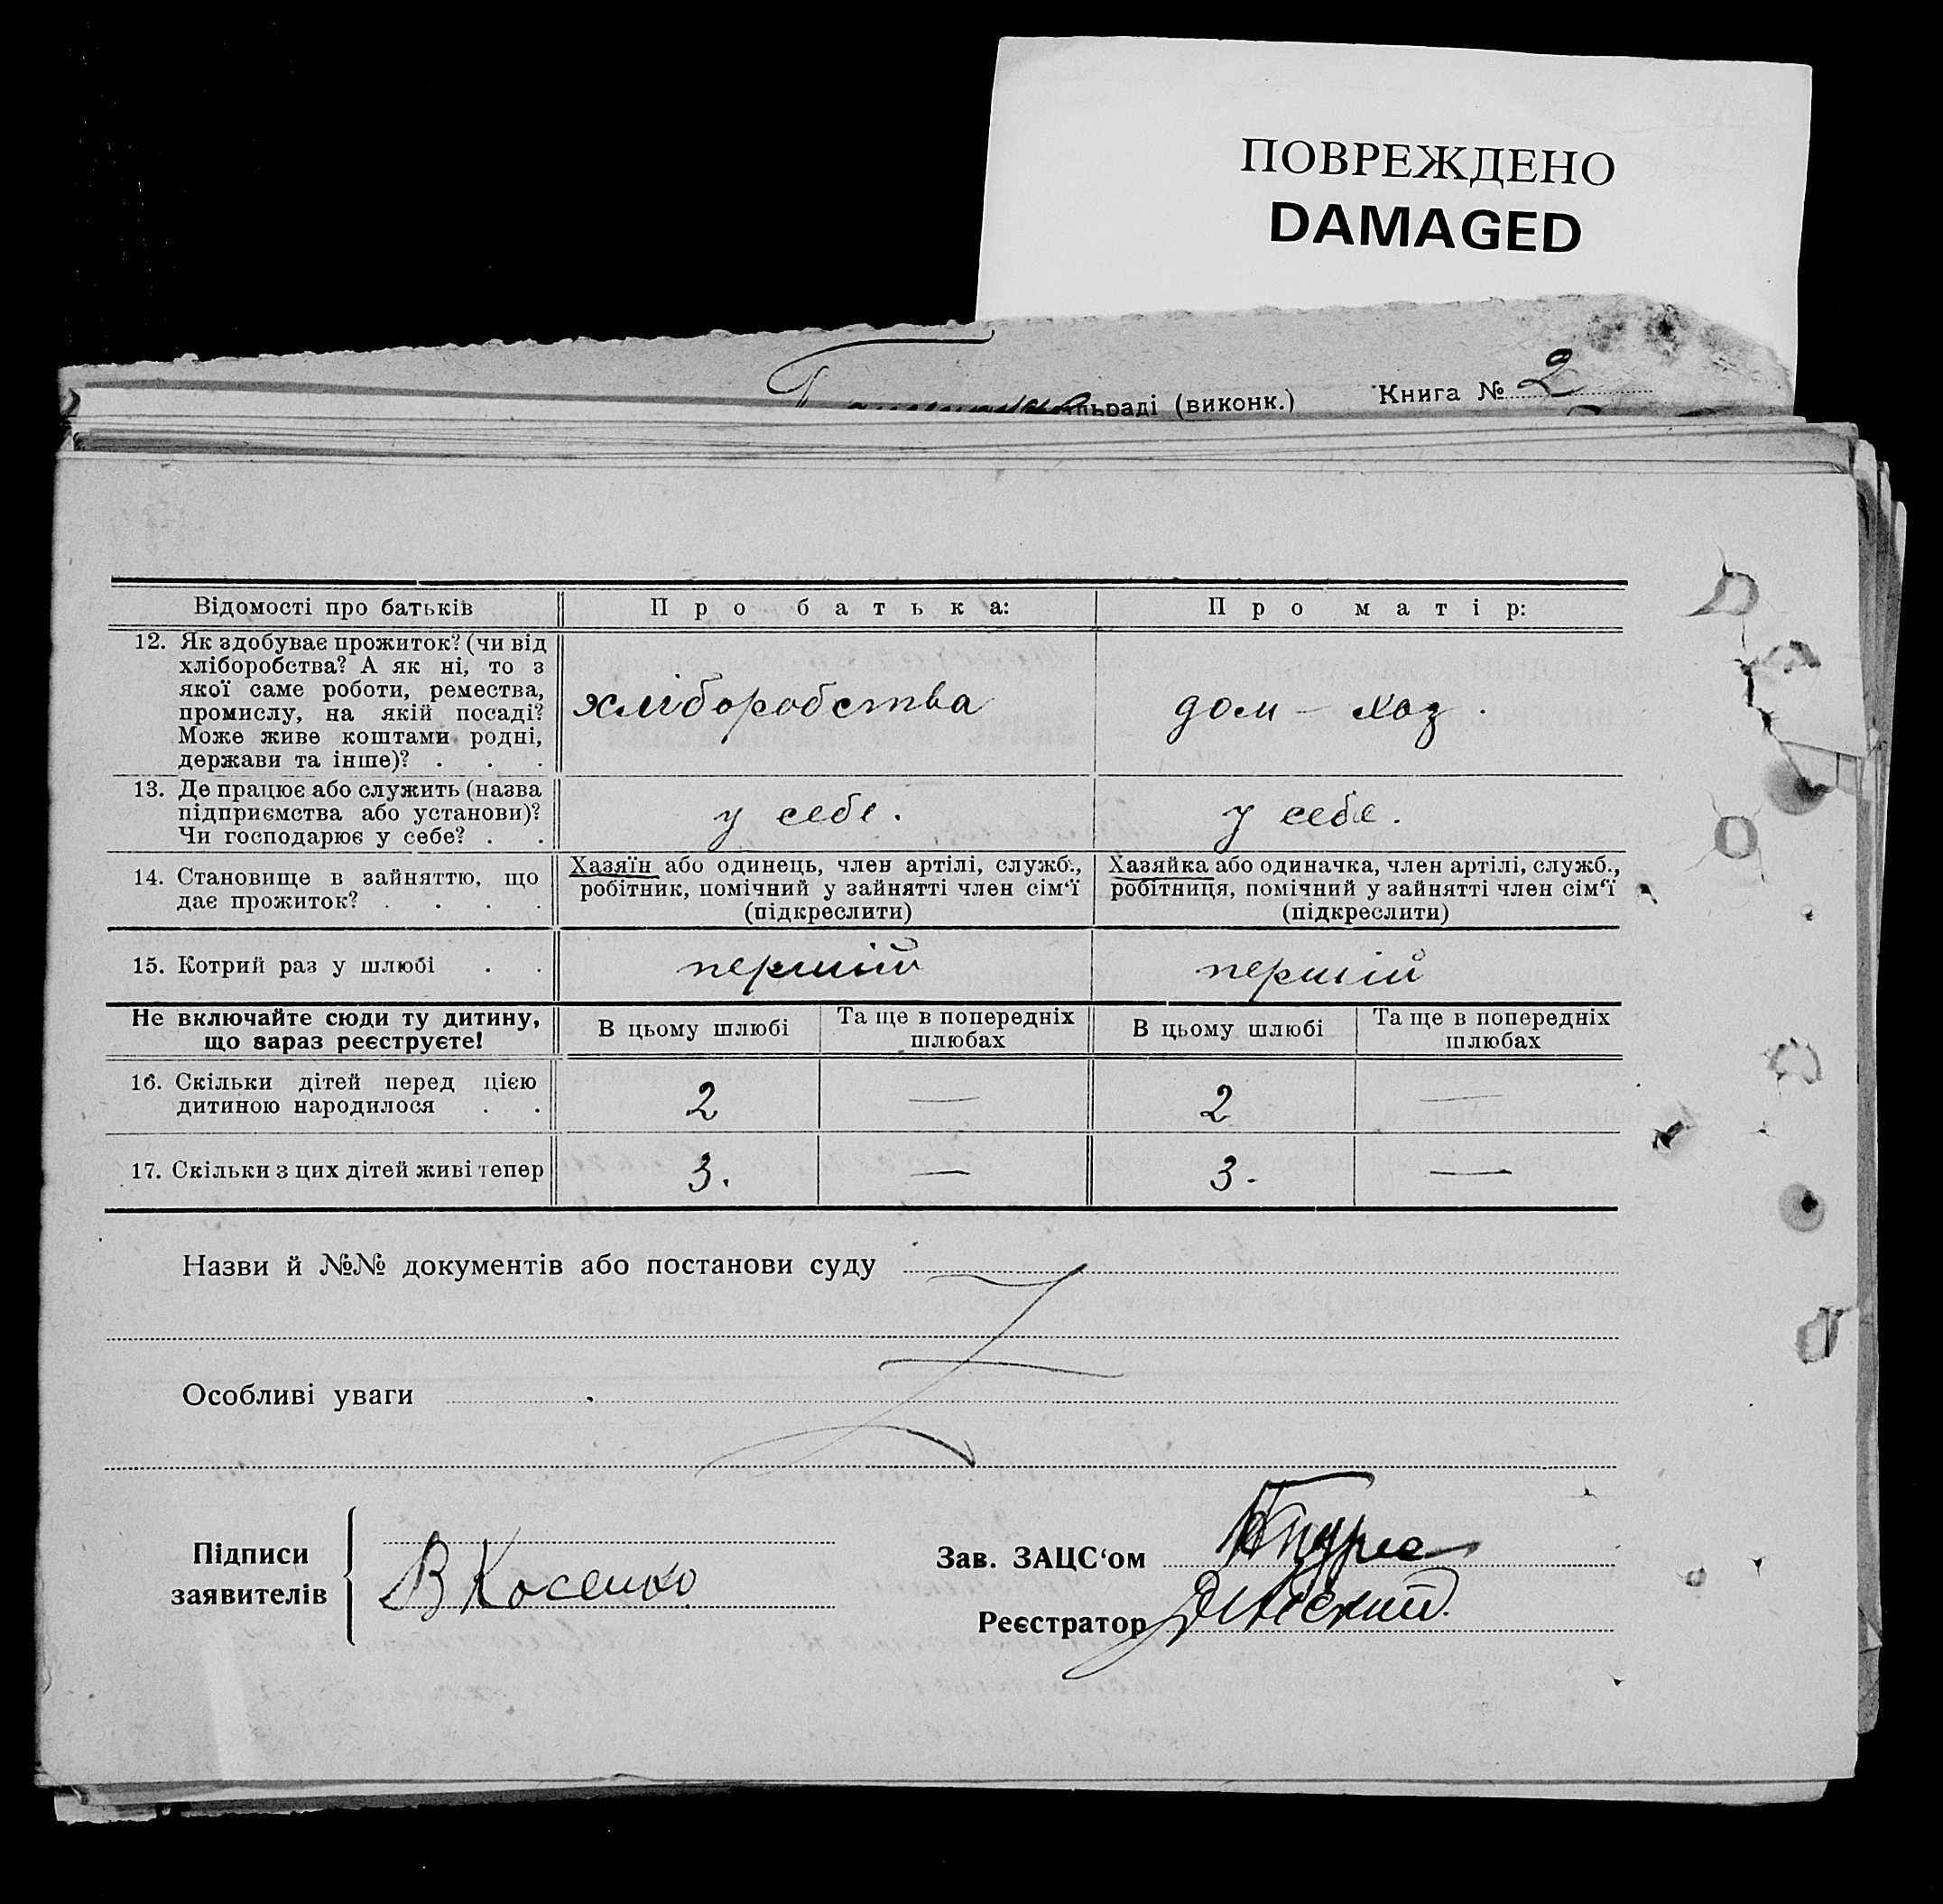 ПОВРЕЖДЕНО
DAMAGED
льраді (виконк.) Книга № 2
Відомості про батьків Про батька: Про матір:
12. Як здобуває прожиток? (чи від
хліборобства? А як ні, то з
якої саме роботи, ремества,
промислу, на якій посаді?
Може живе коштами родні,
держави та інше)? . . .
хліборобства дом - хаз.
13. Де працює або служить (назва
підприємства або установи)?
Чи господарює у себе? . .
у себе. у себе.
14. Становище в зайняттю, що
дає прожиток? . . . .
Хазяїн або одинець, член артілі, служб.,
робітник, помічний у зайнятті член сім‘ї
(підкреслити)
Хазяйка або одиначка, член артілі, служб.,
робітниця, помічний у зайнятті член сім‘ї
(підкреслити)
15. Котрий раз у шлюбі . . перший першій
Не включайте сюди ту дитину,
що зараз реєструєте!
В цьому шлюбі Та ще в попередніх
шлюбах
В цьому шлюбі Та ще в попередніх
шлюбах
16. Скільки дітей перед цією
дитиною народилося . .
2 — 2 —
17. Скільки з цих дітей живі тепер 3. — 3. —
Назви й №№ документів або постанови суду
Особливі уваги
Підписи
заявителів
В Косенко
Зав. ЗАЦС‘ом
Реєстратор